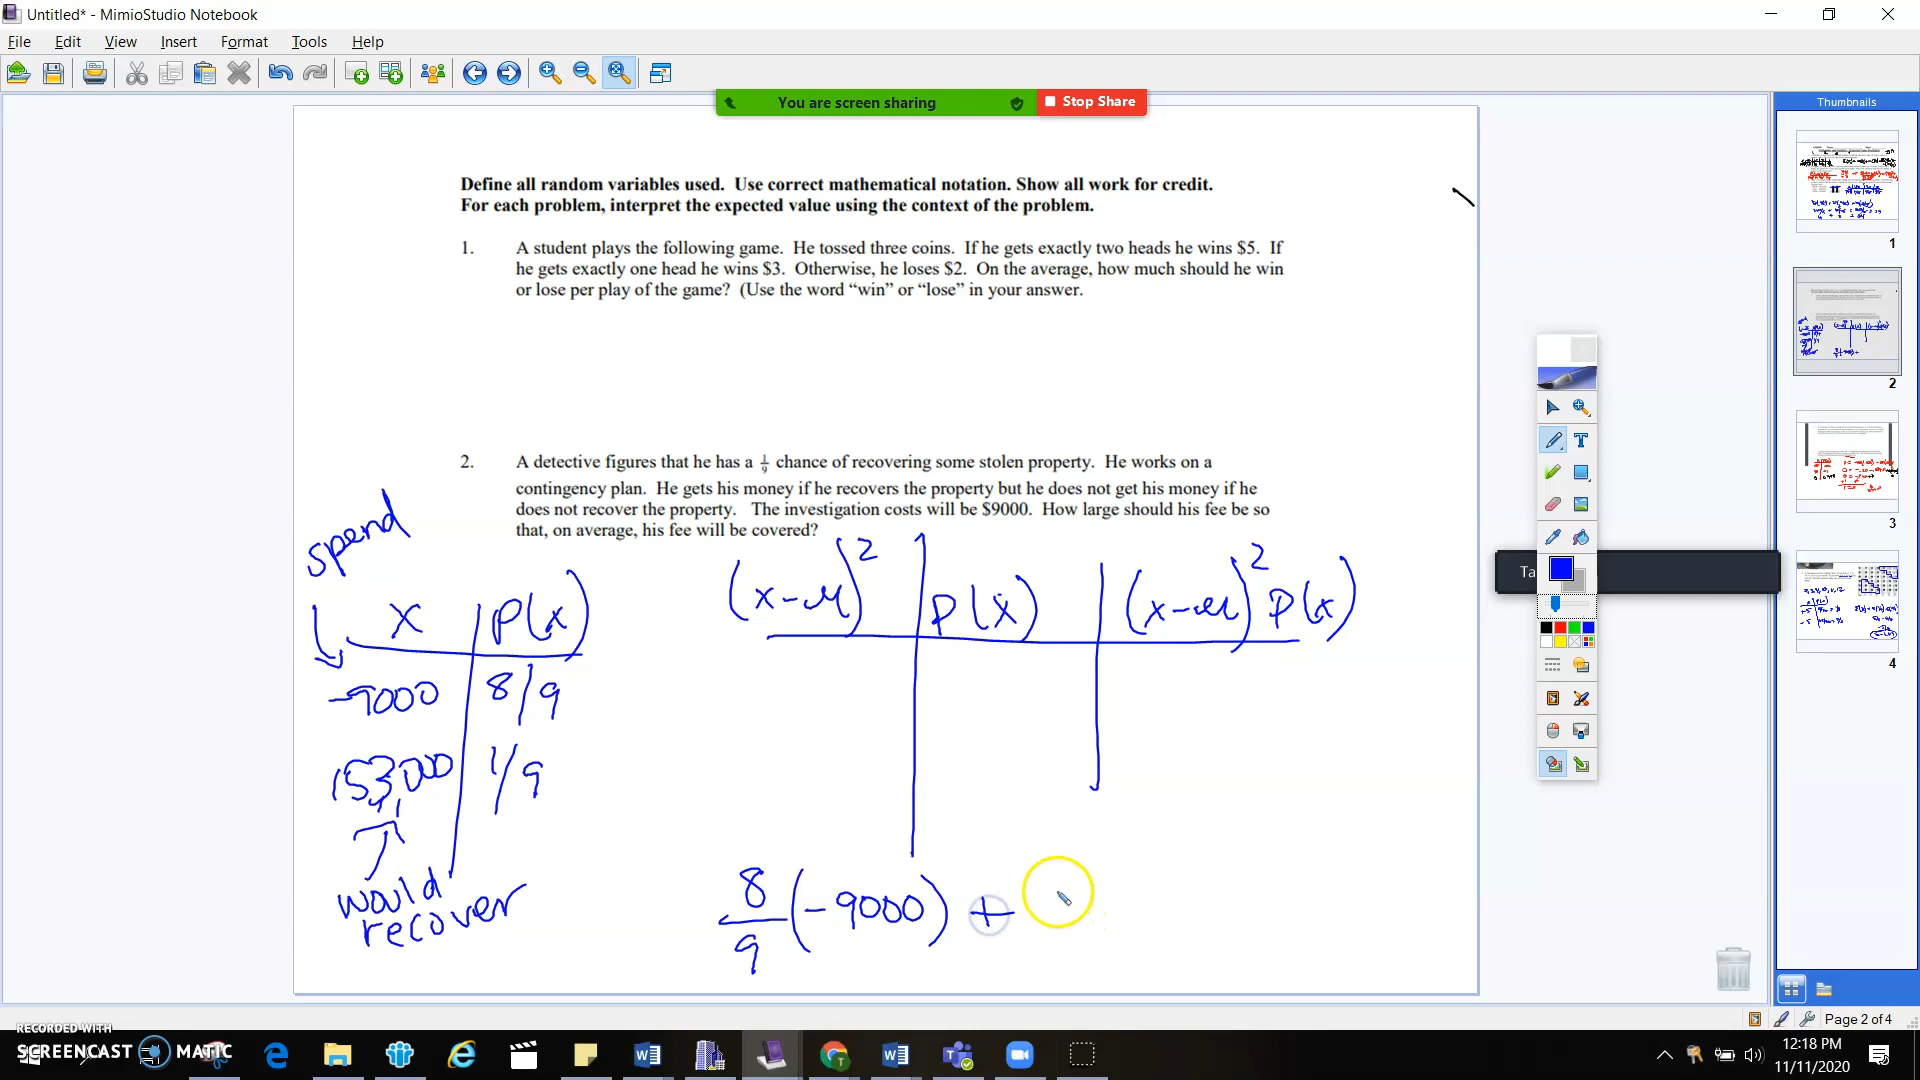 Untitled* - MimioStudio Notebook
File Edit View Insert Format Tools Help
You are screen sharing
Stop Share
Thumbnails
Define all random variables used. Use correct mathematical notation. Show all work for credit.
For each problem, interpret the expected value using the context of the problem.
1. A student plays the following game. He tossed three coins. If he gets exactly two heads he wins $5. If
he gets exactly one head he wins $3. Otherwise, he loses $2. On the average, how much should he win
or lose per play of the game? (Use the word “win” or “lose” in your answer.
2. A detective figures that he has a 1/9 chance of recovering some stolen property. He works on a
contingency plan. He gets his money if he recovers the property but he does not get his money if he
does not recover the property. The investigation costs will be $9000. How large should his fee be so
that, on average, his fee will be covered?
spend
x P(x)
-9000 8/9
153,000 1/9
would
recover
(x-μ)² P(x) (x-μ)² P(x)
8/9 (-9000) +
Ta
1
2
3
4
Page 2 of 4
RECORDED WITH
SCREENCAST MATIC
12:18 PM
11/11/2020